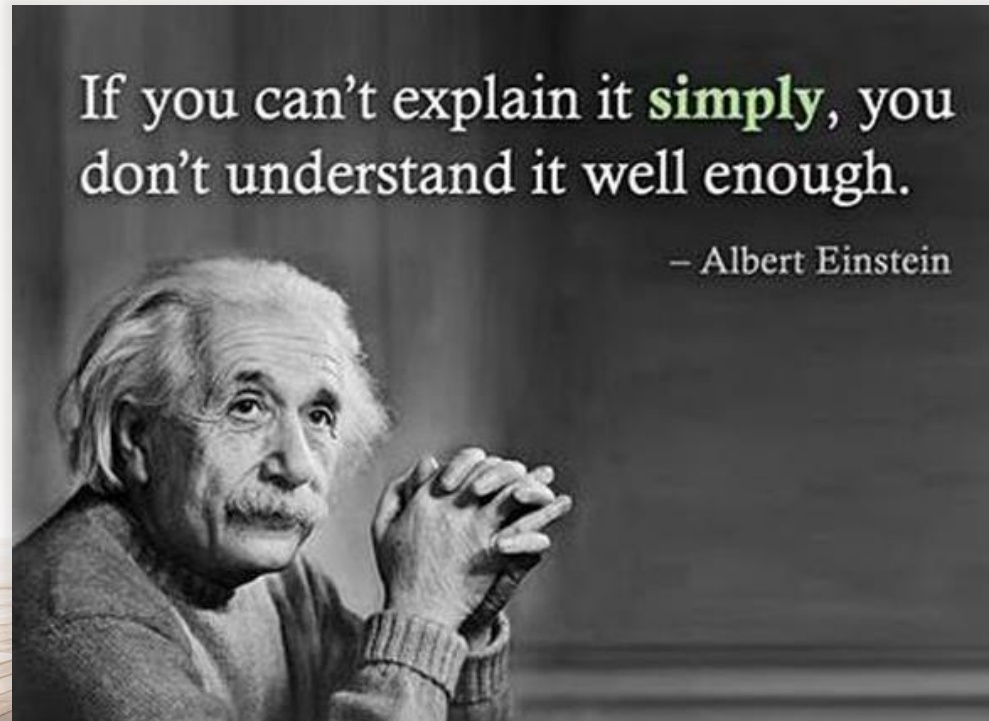 If you can’t explain it simply, you
don’t understand it well enough.
– Albert Einstein